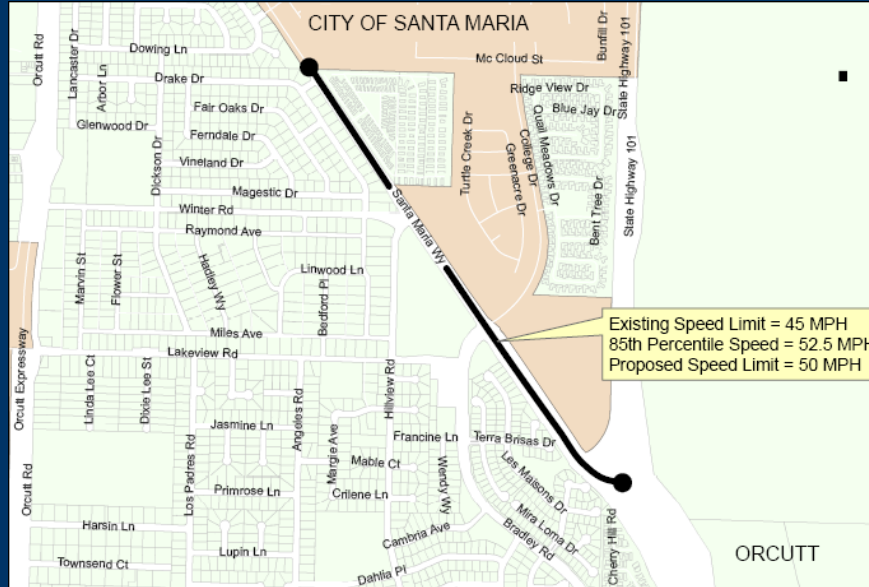 CITY OF SANTA MARIA
Orcutt Rd
Lancaster Dr
Arbor Ln
Dowing Ln
Drake Dr
Fair Oaks Dr
Glenwood Dr
Ferndale Dr
Vineland Dr
Dickson Dr
Magestic Dr
Winter Rd
Raymond Ave
Mc Cloud St
Bunfill Dr
State Highway 101
Ridge View Dr
Blue Jay Dr
Quail Meadows Dr
College Dr
Greenacre Dr
Turtle Creek Dr
Bent Tree Dr
State Highway 101
Santa Maria Wy
Marvin St
Flower St
Hadley Wy
Linwood Ln
Bedford Pl
Miles Ave
Lakeview Rd
Existing Speed Limit = 45 MPH
85th Percentile Speed = 52.5 MPH
Proposed Speed Limit = 50 MPH
Orcutt Expressway
Linda Lee Ct
Dixie Lee St
Hillview Rd
Angeles Rd
Jasmine Ln
Margie Ave
Francine Ln
Terra Brisas Dr
Los Padres Rd
Mable Ct
Wendy Wy
Les Maisons Dr
Orcutt Rd
Primrose Ln
Crilene Ln
Mira Loma Dr
Harsin Ln
Cambria Ave
Bradley Rd
Cherry Hill Rd
Townsend Ct
Lupin Ln
Dahlia Pl
ORCUTT